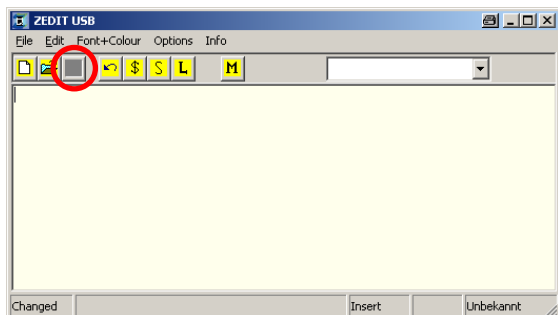 ZEDIT USB
File Edit Font+Colour Options Info
$ S L M
Changed Insert Unbekannt